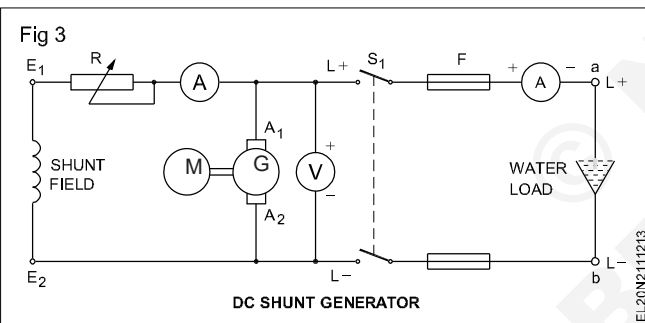 Fig 3
E1
R
A
L+
S1
F
+
A
−
a
L+
A1
SHUNT
FIELD
M
G
+
V
−
WATER
LOAD
A2
E2
L−
b
L−
DC SHUNT GENERATOR
EL20N2111213